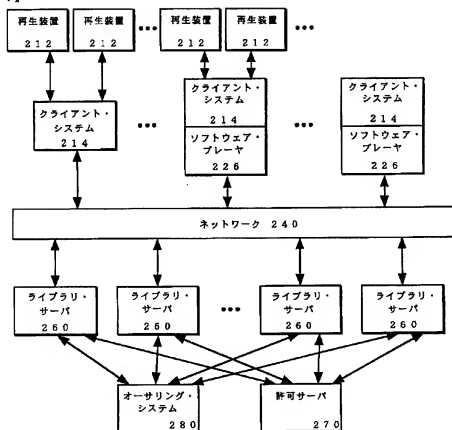 再生装置 再生装置 再生装置 再生装置
212 212 212 212
クライアント・システム
214
クライアント・システム
214
ソフトウェア・プレーヤ
226
クライアント・システム
214
ソフトウェア・プレーヤ
226
ネットワーク 240
ライブラリ・サーバ
260
ライブラリ・サーバ
260
ライブラリ・サーバ
260
ライブラリ・サーバ
260
オーサリング・システム
280
許可サーバ
270